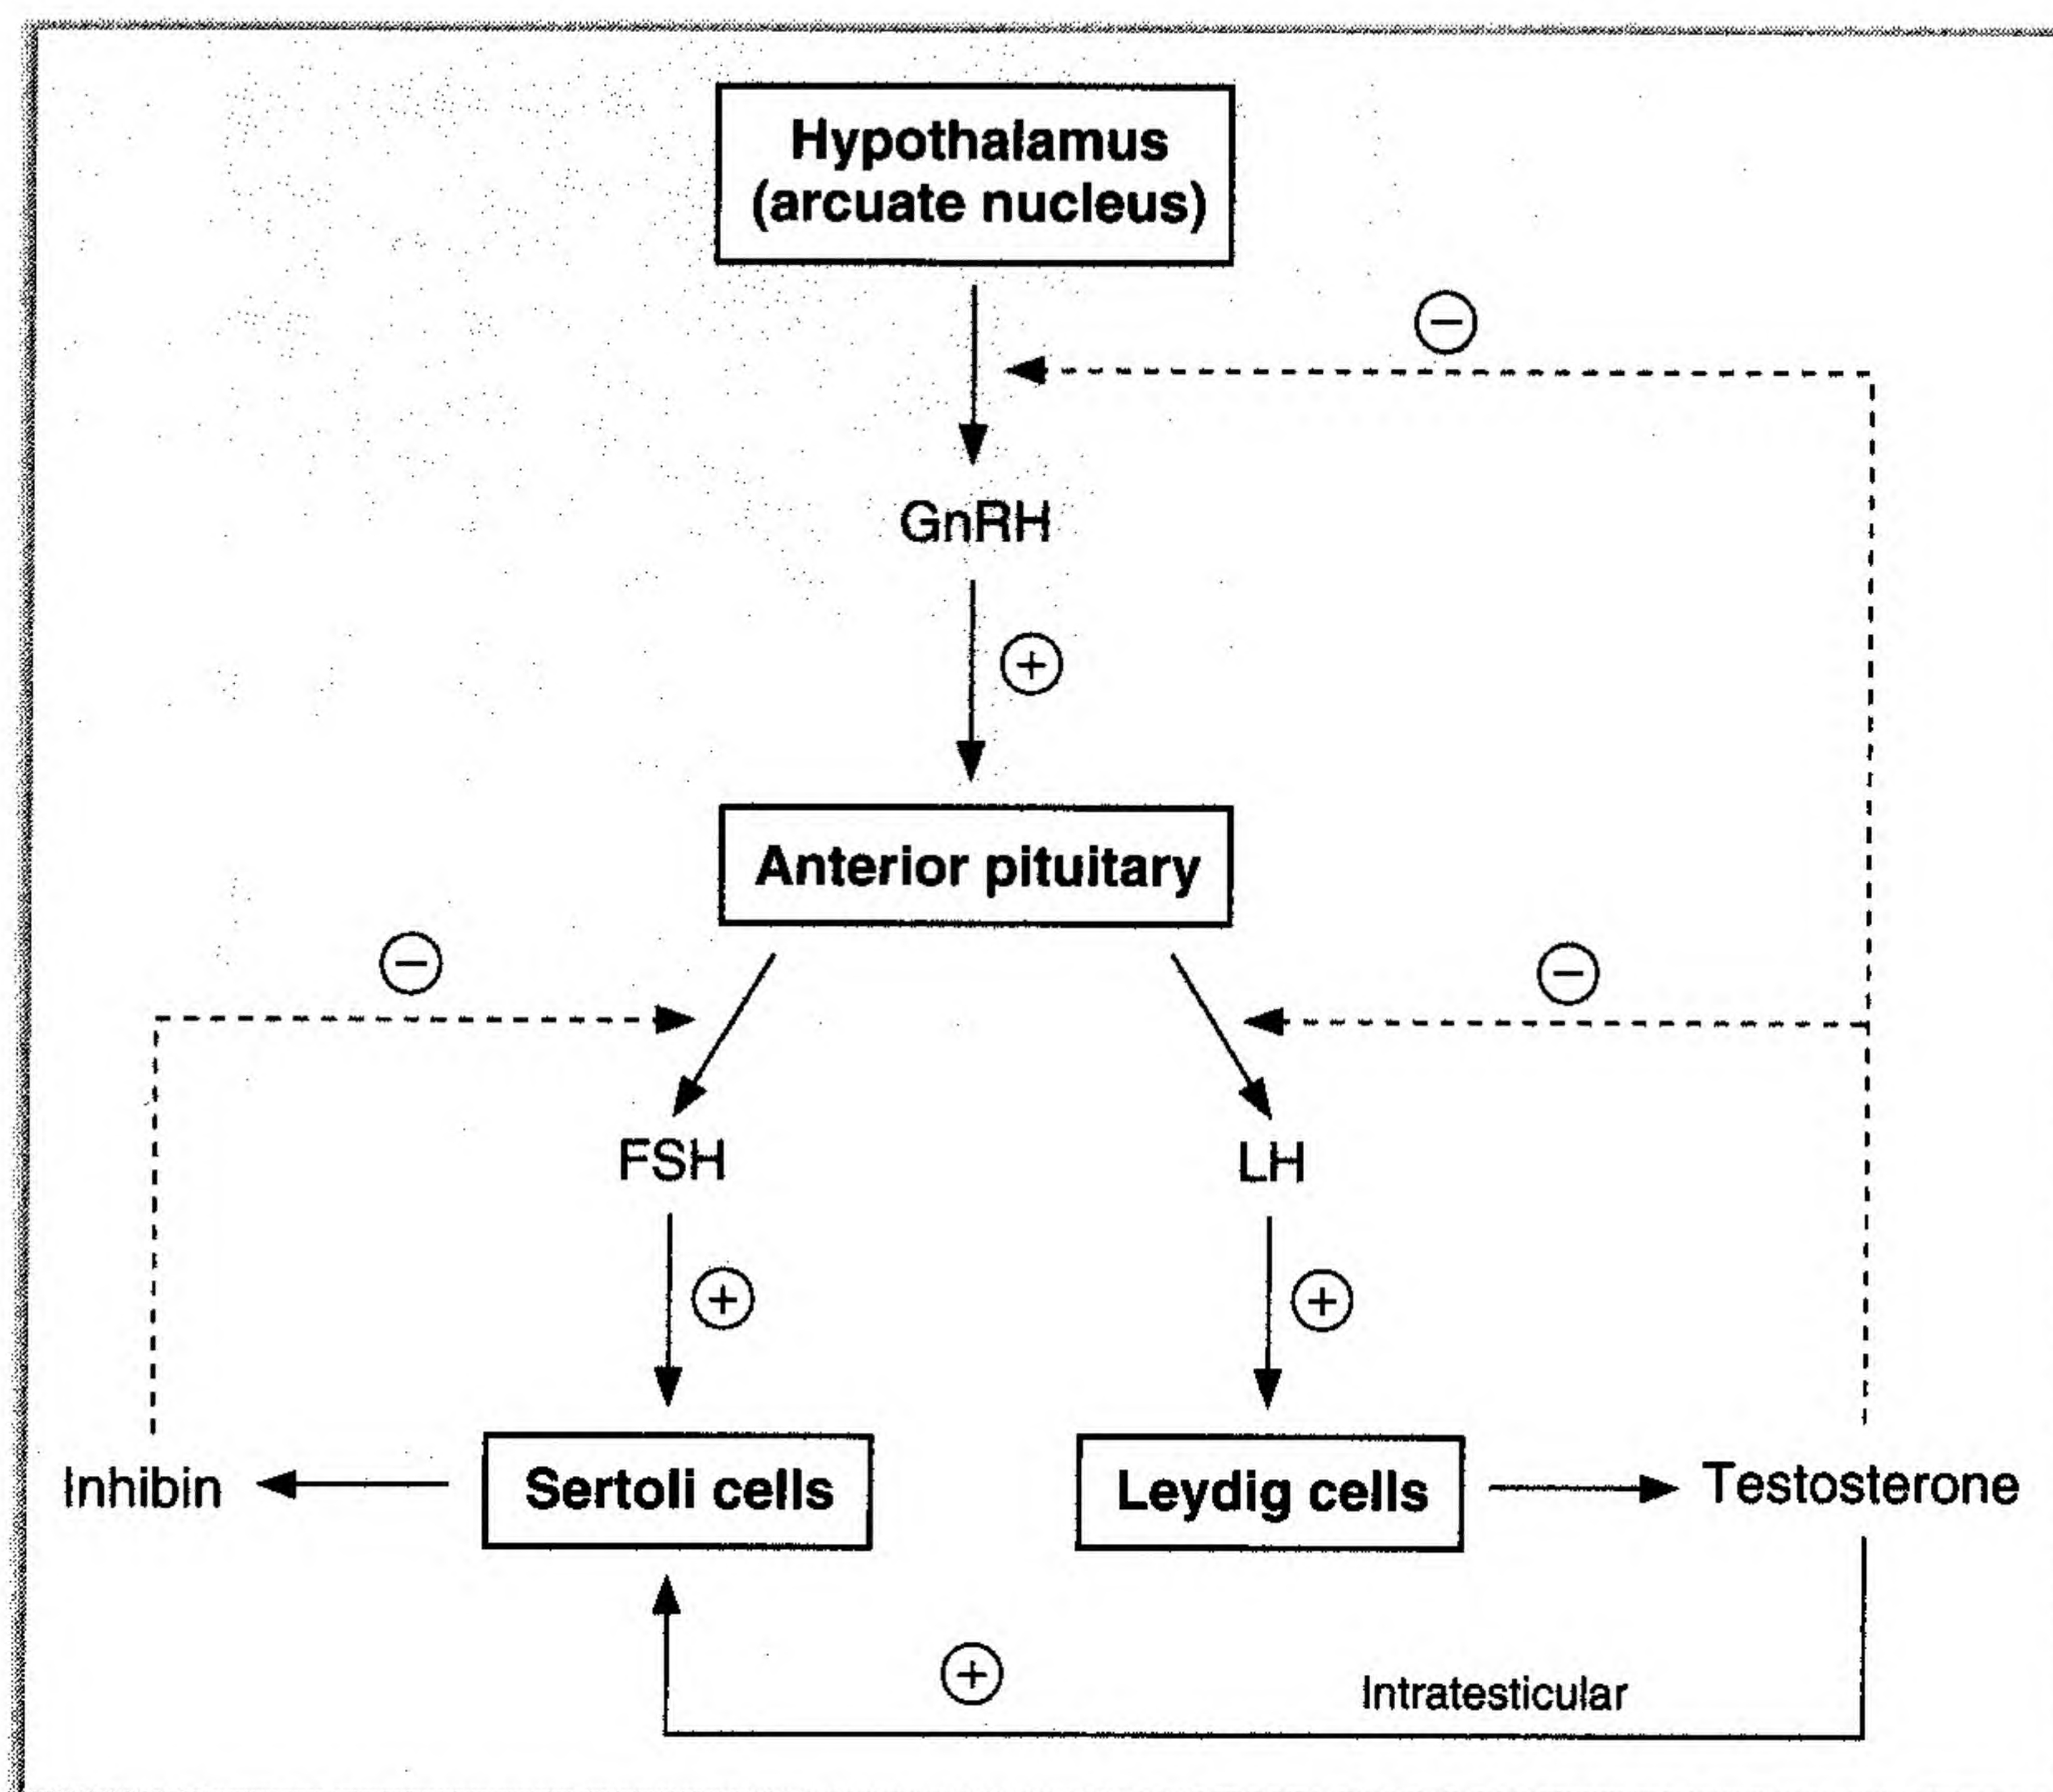 Hypothalamus
(arcuate nucleus)
−
GnRH
+
Anterior pituitary
−
−
FSH
LH
+
+
Inhibin
Sertoli cells
Leydig cells
Testosterone
+
Intratesticular